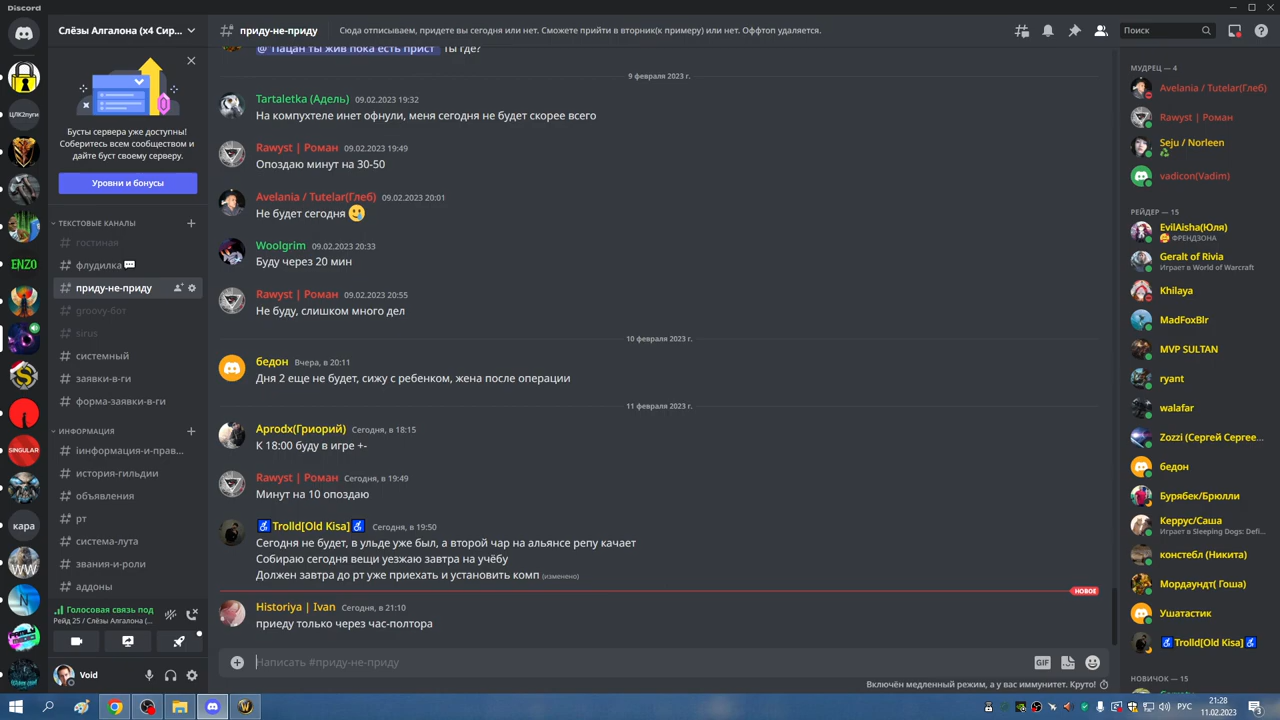 Discord
Слёзы Алгалона (x4 Сир...
приду-не-приду
Сюда отписываем, придете вы сегодня или нет. Сможете прийти в вторник(к примеру) или нет. Оффтоп удаляется.
Поиск
@ Пацан ты жив пока есть прист ты где?
Бусты сервера уже доступны!
Соберитесь всем сообществом и
дайте буст своему серверу.
Уровни и бонусы
ТЕКСТОВЫЕ КАНАЛЫ
гостиная
флудилка
приду-не-приду
groovy-бот
sirus
системный
заявки-в-ги
форма-заявки-в-ги
ИНФОРМАЦИЯ
іинформация-и-прав...
история-гильдии
объявления
рт
система-лута
звания-и-роли
аддоны
Голосовая связь под
Рейд 25 / Слёзы Алгалона (...
Void
ЦЛК2пуги
ENZO
SINGULAR
кара
WW
9 февраля 2023 г.
Tartaletka (Адель) 09.02.2023 19:32
На компухтеле инет офнули, меня сегодня не будет скорее всего
Rawyst | Роман 09.02.2023 19:49
Опоздаю минут на 30-50
Avelania / Tutelar(Глеб) 09.02.2023 20:01
Не будет сегодня
Woolgrim 09.02.2023 20:33
Буду через 20 мин
Rawyst | Роман 09.02.2023 20:55
Не буду, слишком много дел
10 февраля 2023 г.
бедон Вчера, в 20:11
Дня 2 еще не будет, сижу с ребенком, жена после операции
11 февраля 2023 г.
Aprodx(Гриорий) Сегодня, в 18:15
К 18:00 буду в игре +-
Rawyst | Роман Сегодня, в 19:49
Минут на 10 опоздаю
Trolld[Old Kisa] Сегодня, в 19:50
Сегодня не будет, в ульде уже был, а второй чар на альянсе репу качает
Собираю сегодня вещи уезжаю завтра на учёбу
Должен завтра до рт уже приехать и установить комп (изменено)
НОВОЕ
Historiya | Ivan Сегодня, в 21:10
приеду только через час-полтора
Написать #приду-не-приду
GIF
Включён медленный режим, а у вас иммунитет. Круто!
МУДРЕЦ — 4
Avelania / Tutelar(Глеб)
Rawyst | Роман
Seju / Norleen
vadicon(Vadim)
РЕЙДЕР — 15
EvilAisha(Юля)
ФРЕНДЗОНА
Geralt of Rivia
Играет в World of Warcraft
Khilaya
MadFoxBlr
MVP SULTAN
ryant
walafar
Zozzi (Сергей Сергее...
бедон
Бурябек/Брюлли
Керрус/Саша
Играет в Sleeping Dogs: Defi...
констебл (Никита)
Мордаундт( Гоша)
Ушатастик
Trolld[Old Kisa]
НОВИЧОК — 15
РУС
21:28
11.02.2023
3